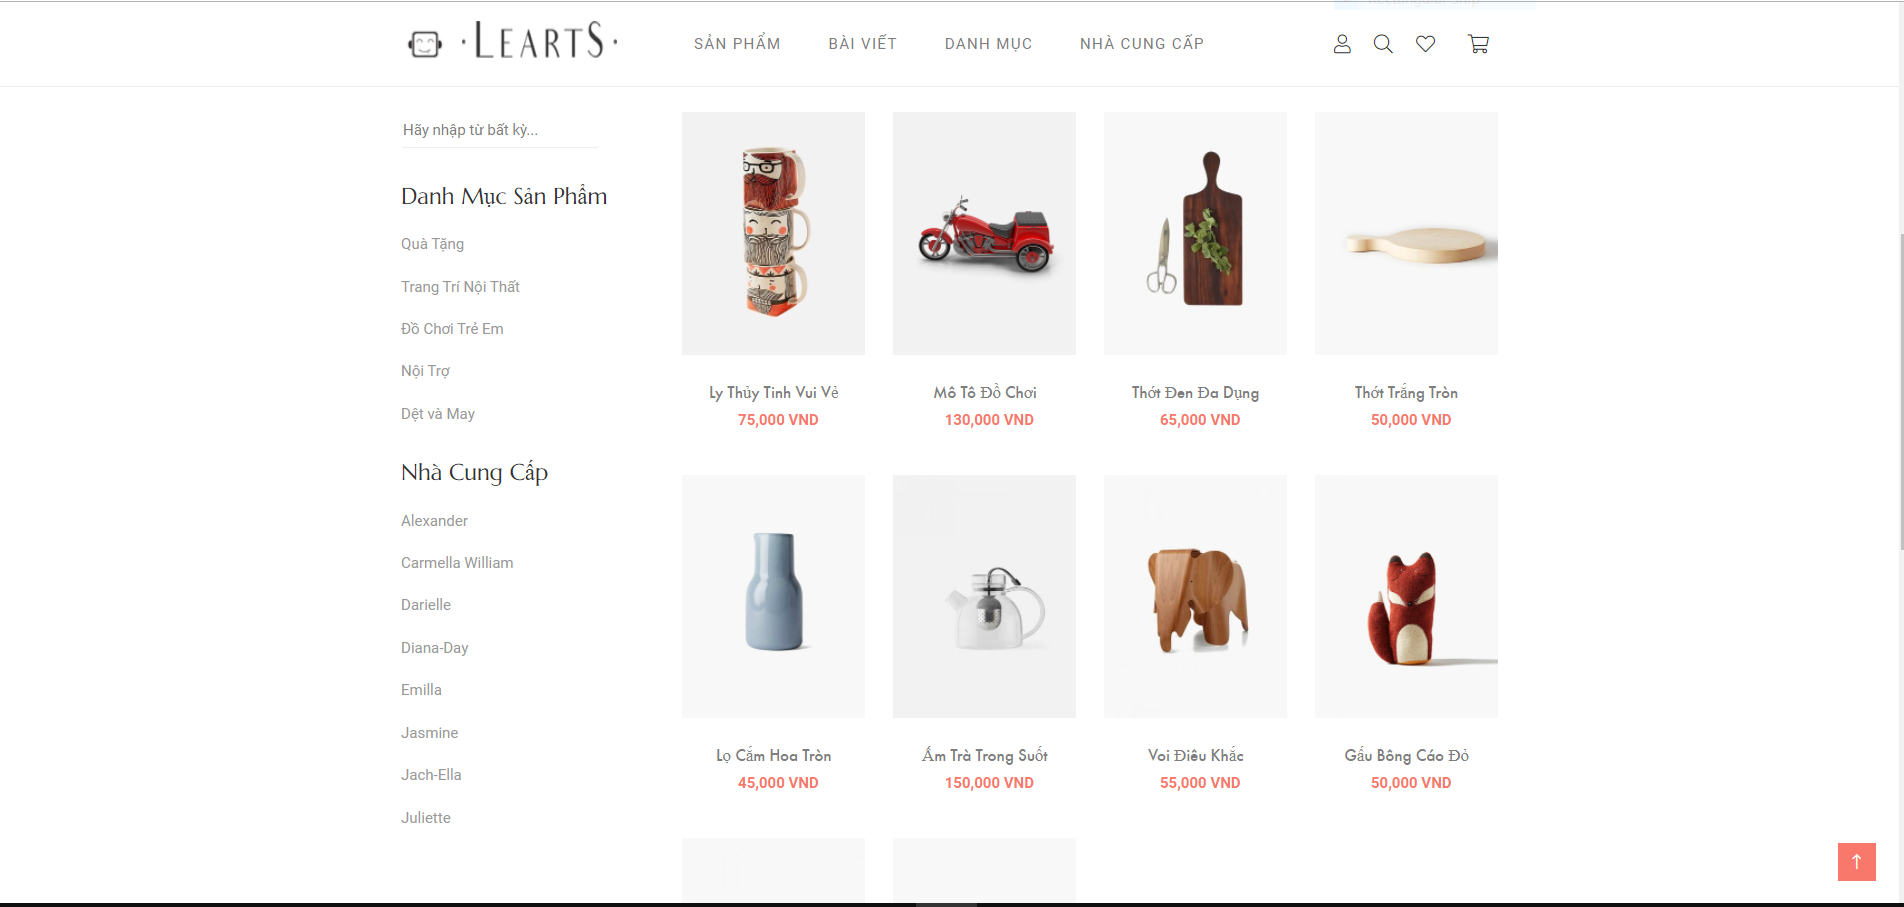 ·LEARTS·
SẢN PHẨM
BÀI VIẾT
DANH MỤC
NHÀ CUNG CẤP
Hãy nhập từ bất kỳ...
Danh Mục Sản Phẩm
Quà Tặng
Trang Trí Nội Thất
Đồ Chơi Trẻ Em
Nội Trợ
Dệt và May
Nhà Cung Cấp
Alexander
Carmella William
Darielle
Diana-Day
Emilla
Jasmine
Jach-Ella
Juliette
Ly Thủy Tinh Vui Vẻ
75,000 VND
Mô Tô Đồ Chơi
130,000 VND
Thớt Đen Đa Dụng
65,000 VND
Thớt Trắng Tròn
50,000 VND
Lọ Cắm Hoa Tròn
45,000 VND
Ấm Trà Trong Suốt
150,000 VND
Voi Điêu Khắc
55,000 VND
Gấu Bông Cáo Đỏ
50,000 VND